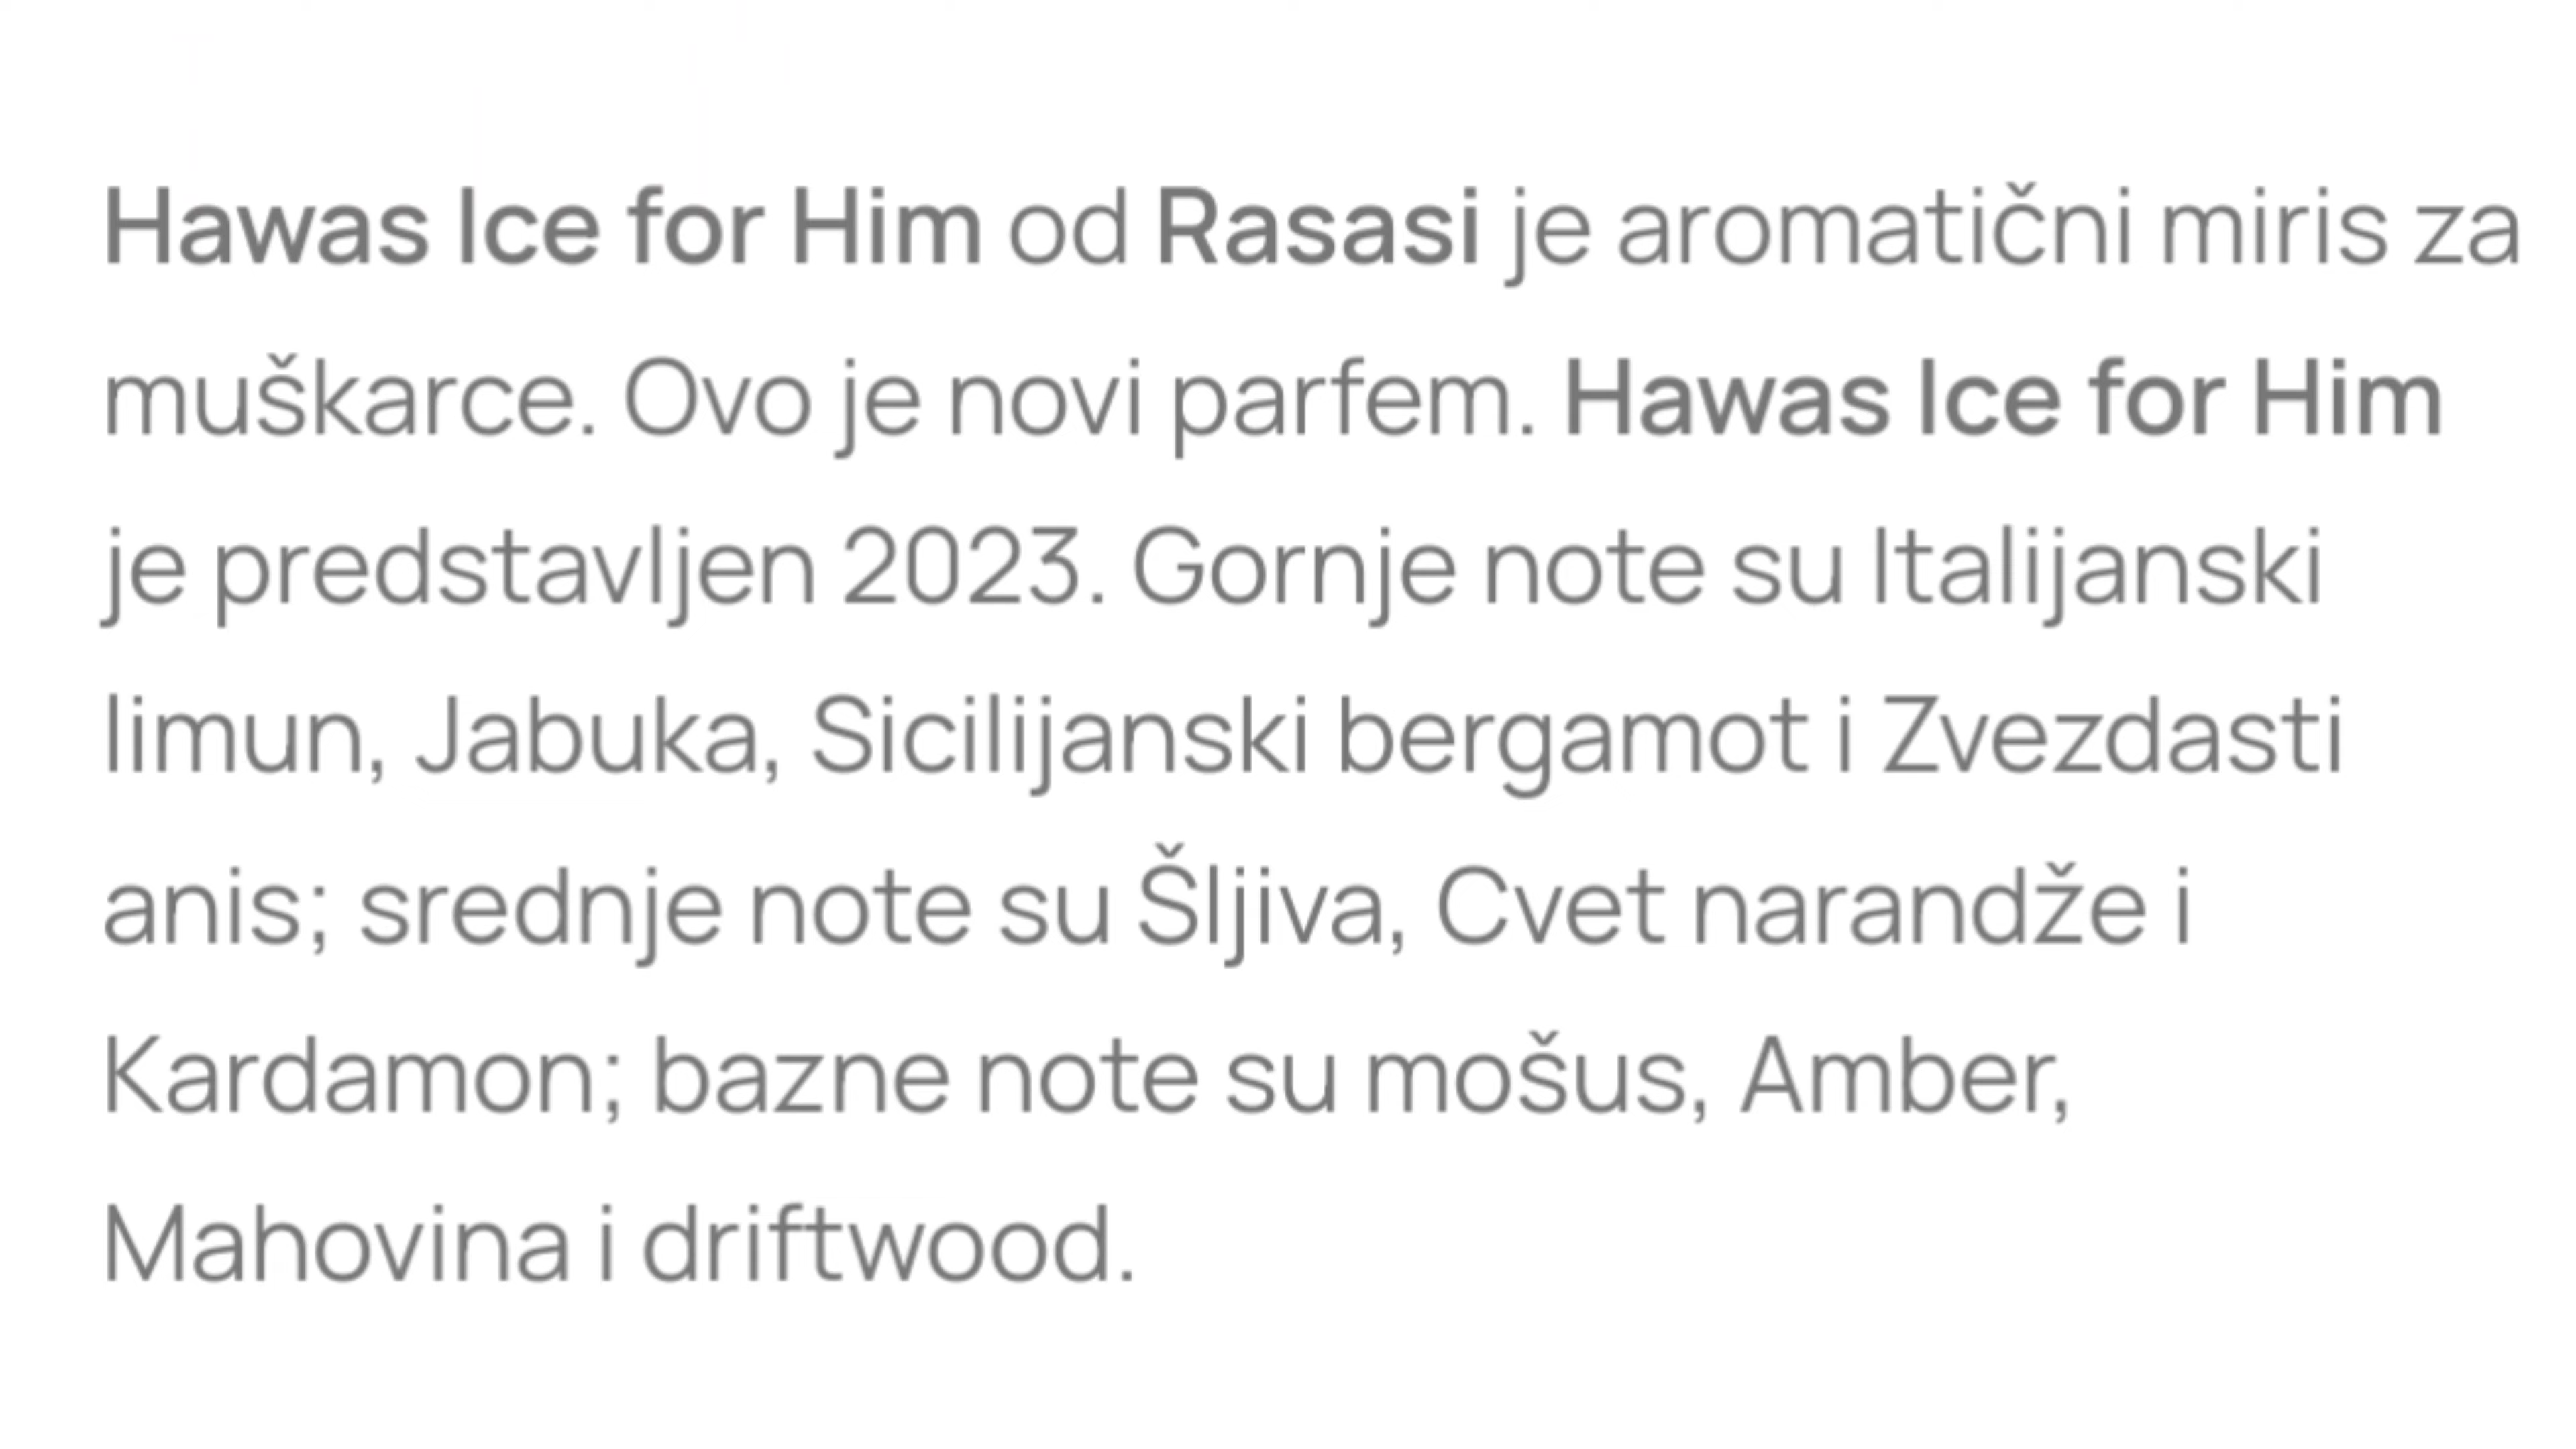 Hawas Ice for Him od Rasasi je aromatični miris za
muškarce. Ovo je novi parfem. Hawas Ice for Him
je predstavljen 2023. Gornje note su Italijanski
limun, Jabuka, Sicilijanski bergamot i Zvezdasti
anis; srednje note su Šljiva, Cvet narandže i
Kardamon; bazne note su mošus, Amber,
Mahovina i driftwood.